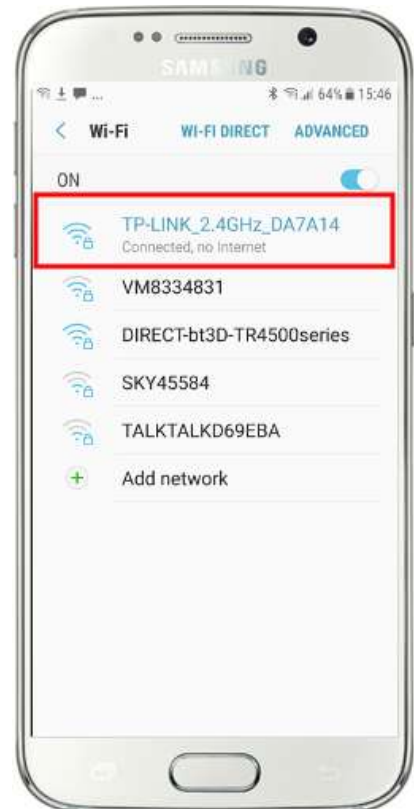 SAMSUNG
... 64% 15:46
< Wi-Fi WI-FI DIRECT ADVANCED
ON
TP-LINK_2.4GHz_DA7A14
Connected, no Internet
VM8334831
DIRECT-bt3D-TR4500series
SKY45584
TALKTALKD69EBA
+ Add network